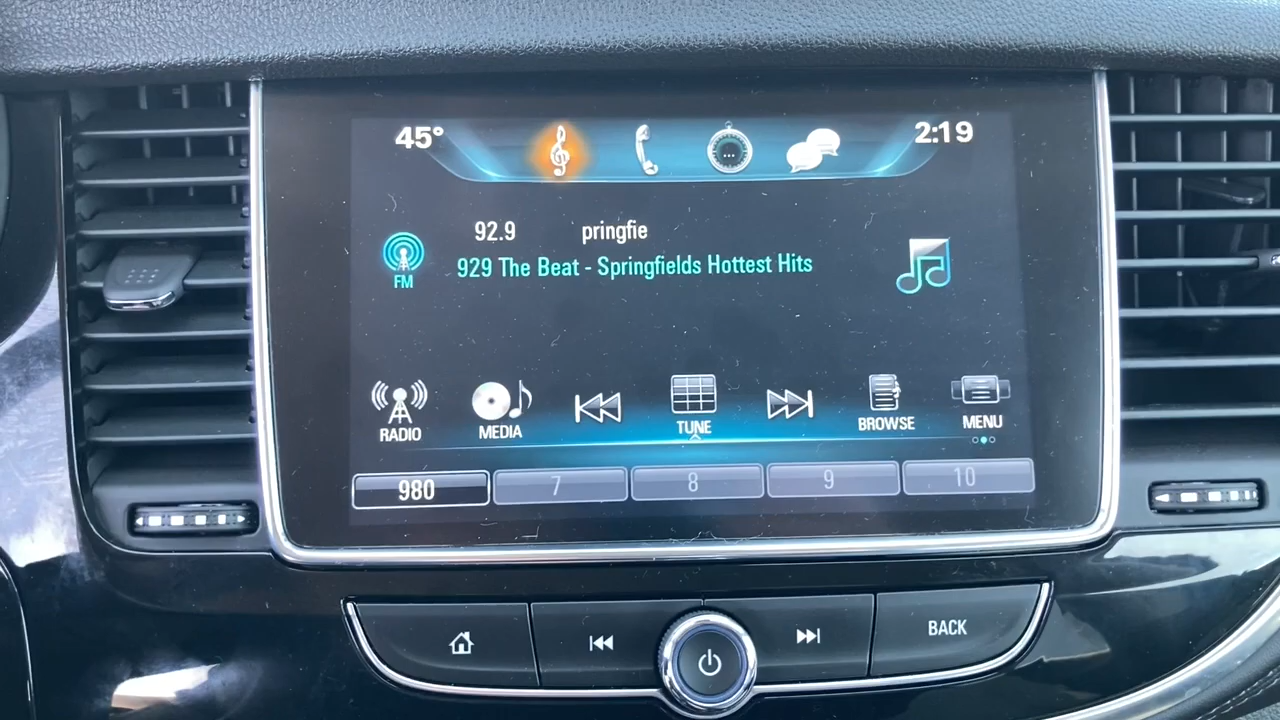 45° 2:19
92.9 pringfie
FM 929 The Beat - Springfields Hottest Hits
RADIO MEDIA TUNE BROWSE MENU
980 7 8 9 10
BACK